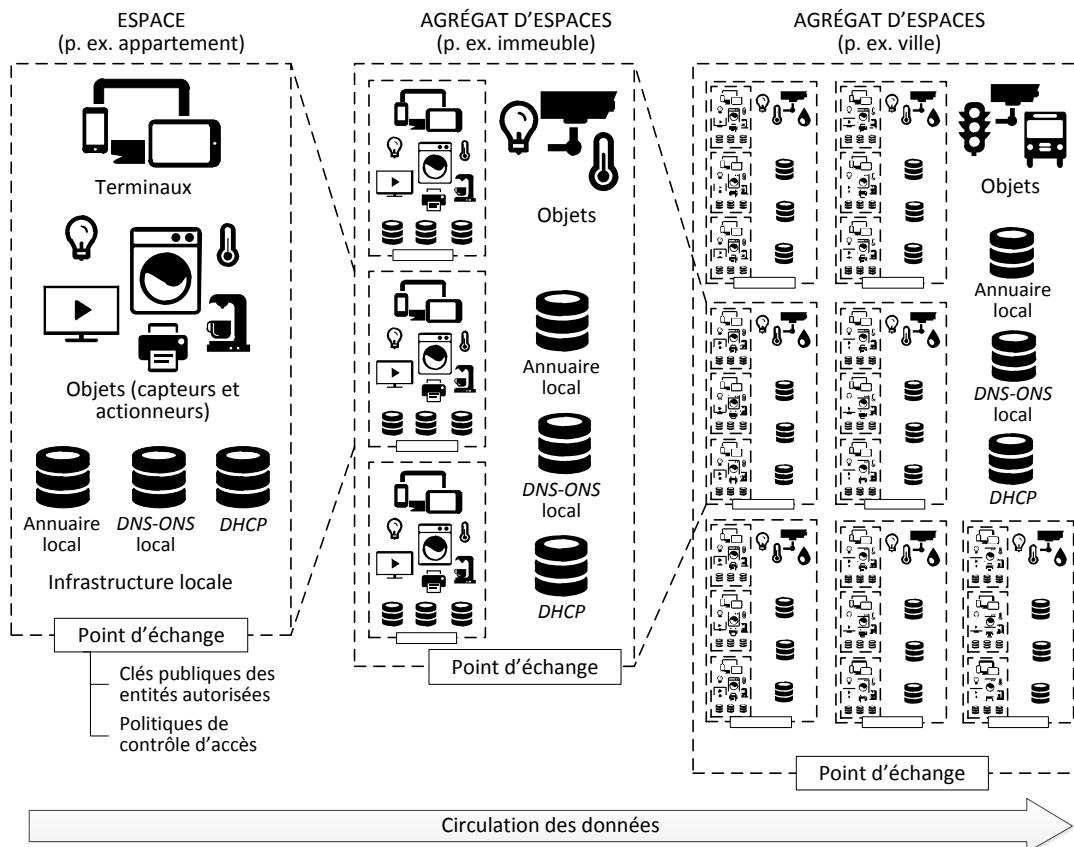 ESPACE
(p. ex. appartement)
Terminaux
Objets (capteurs et
actionneurs)
Annuaire
local
DNS-ONS
local
DHCP
Infrastructure locale
Point d’échange
Clés publiques des
entités autorisées
Politiques de
contrôle d’accès
AGRÉGAT D’ESPACES
(p. ex. immeuble)
Objets
Annuaire
local
DNS-ONS
local
DHCP
Point d’échange
AGRÉGAT D’ESPACES
(p. ex. ville)
Objets
Annuaire
local
DNS-ONS
local
DHCP
Point d’échange
Circulation des données